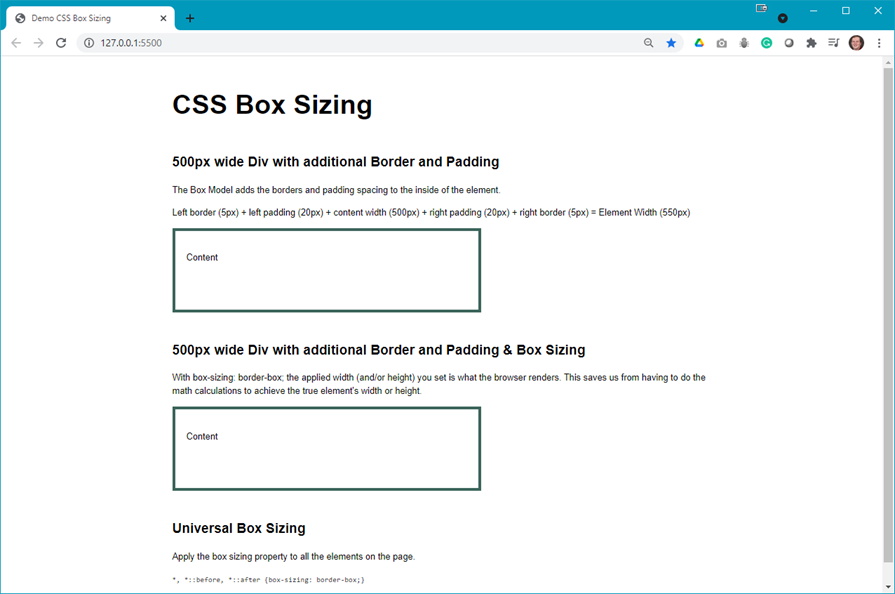 Demo CSS Box Sizing
127.0.0.1:5500
CSS Box Sizing
500px wide Div with additional Border and Padding
The Box Model adds the borders and padding spacing to the inside of the element.
Left border (5px) + left padding (20px) + content width (500px) + right padding (20px) + right border (5px) = Element Width (550px)
Content
500px wide Div with additional Border and Padding & Box Sizing
With box-sizing: border-box; the applied width (and/or height) you set is what the browser renders. This saves us from having to do the
math calculations to achieve the true element's width or height.
Content
Universal Box Sizing
Apply the box sizing property to all the elements on the page.
*, *::before, *::after {box-sizing: border-box;}